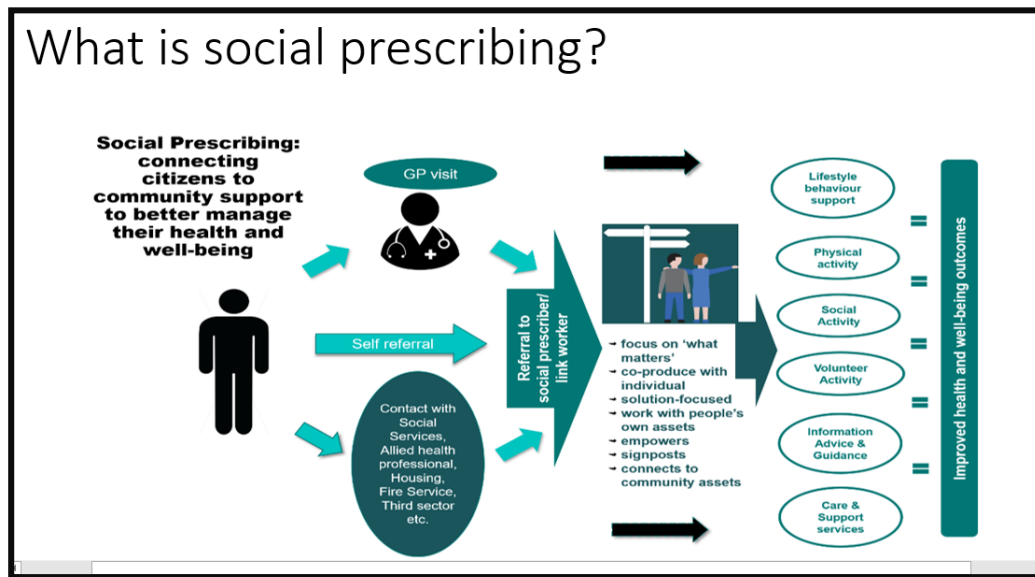 What is social prescribing?
Social Prescribing:
connecting
citizens to
community support
to better manage
their health and
well-being
GP visit
Self referral
Contact with
Social
Services,
Allied health
professional,
Housing,
Fire Service,
Third sector
etc.
Referral to
social prescriber/
link worker
focus on ‘what
matters’
co-produce with
individual
solution-focused
work with people's
own assets
empowers
signposts
connects to
community assets
Lifestyle
behaviour
support
Physical
activity
Social
Activity
Volunteer
Activity
Information
Advice &
Guidance
Care &
Support
services
Improved health and well-being outcomes